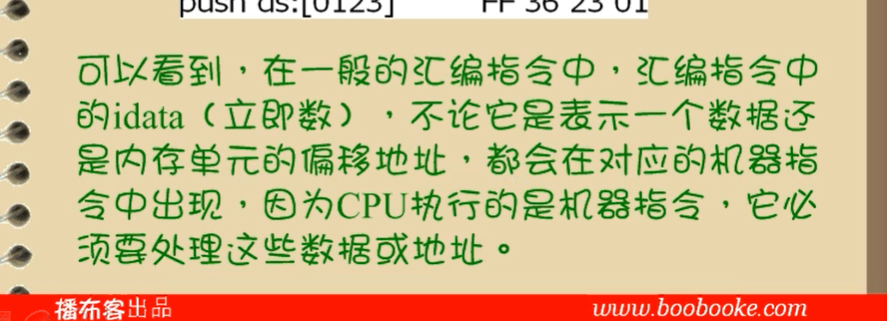 push ds:[0123] FF 36 23 01
可以看到，在一般的汇编指令中，汇编指令中
的idata（立即数），不论它是表示一个数据还
是内存单元的偏移地址，都会在对应的机器指
令中出现，因为CPU执行的是机器指令，它必
须要处理这些数据或地址。
播布客出品 www.boobooke.com